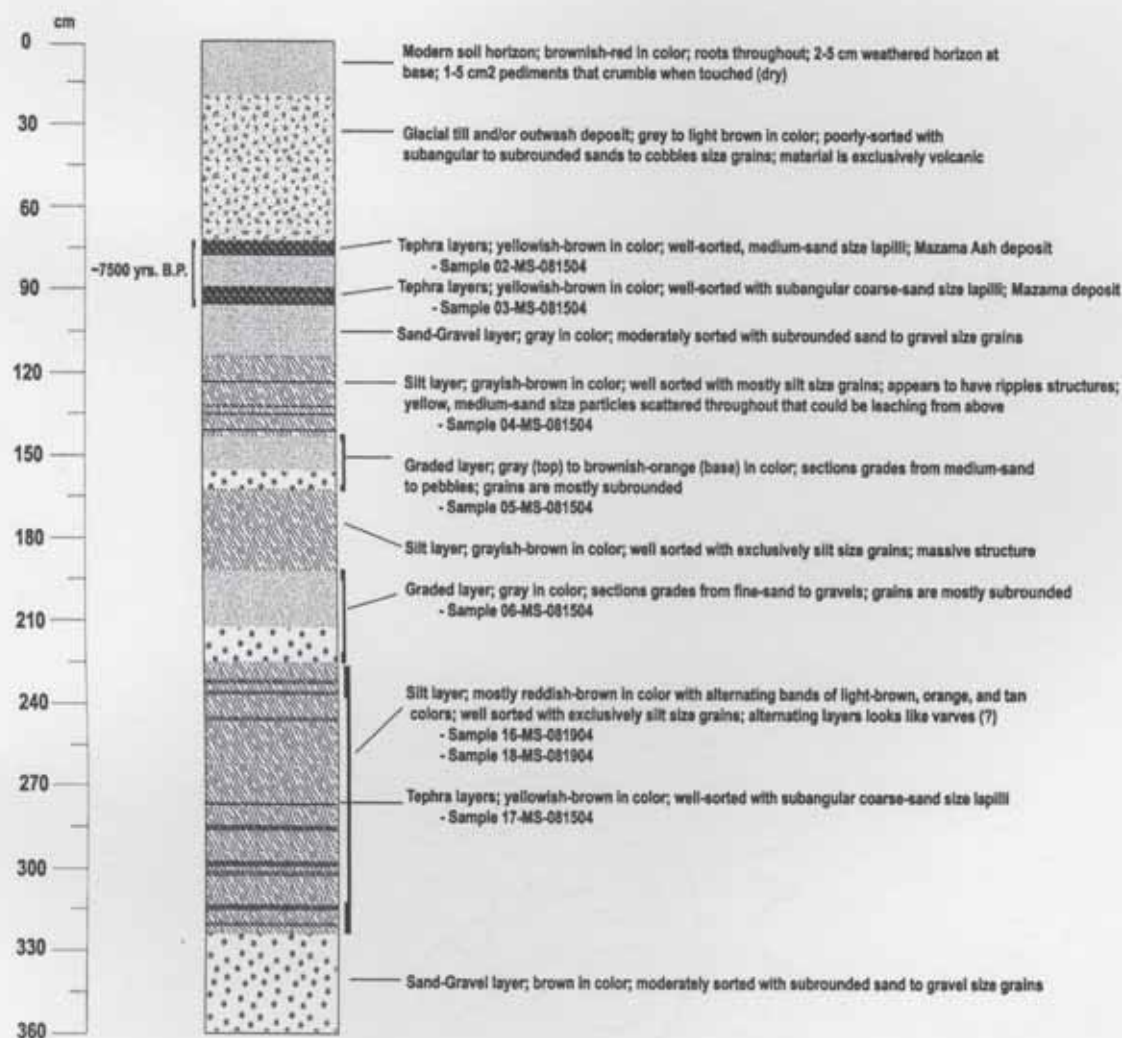 cm
0
30
60
90
120
150
180
210
240
270
300
330
360
~7500 yrs. B.P.
Modern soil horizon; brownish-red in color; roots throughout; 2-5 cm weathered horizon at
base; 1-5 cm2 pediments that crumble when touched (dry)
Glacial till and/or outwash deposit; grey to light brown in color; poorly-sorted with
subangular to subrounded sands to cobbles size grains; material is exclusively volcanic
Tephra layers; yellowish-brown in color; well-sorted, medium-sand size lapilli; Mazama Ash deposit
- Sample 02-MS-081504
Tephra layers; yellowish-brown in color; well-sorted with subangular coarse-sand size lapilli; Mazama deposit
- Sample 03-MS-081504
Sand-Gravel layer; gray in color; moderately sorted with subrounded sand to gravel size grains
Silt layer; grayish-brown in color; well sorted with mostly silt size grains; appears to have ripples structures;
yellow, medium-sand size particles scattered throughout that could be leaching from above
- Sample 04-MS-081504
Graded layer; gray (top) to brownish-orange (base) in color; sections grades from medium-sand
to pebbles; grains are mostly subrounded
- Sample 05-MS-081504
Silt layer; grayish-brown in color; well sorted with exclusively silt size grains; massive structure
Graded layer; gray in color; sections grades from fine-sand to gravels; grains are mostly subrounded
- Sample 06-MS-081504
Silt layer; mostly reddish-brown in color with alternating bands of light-brown, orange, and tan
colors; well sorted with exclusively silt size grains; alternating layers looks like varves (?)
- Sample 16-MS-081904
- Sample 18-MS-081904
Tephra layers; yellowish-brown in color; well-sorted with subangular coarse-sand size lapilli
- Sample 17-MS-081504
Sand-Gravel layer; brown in color; moderately sorted with subrounded sand to gravel size grains